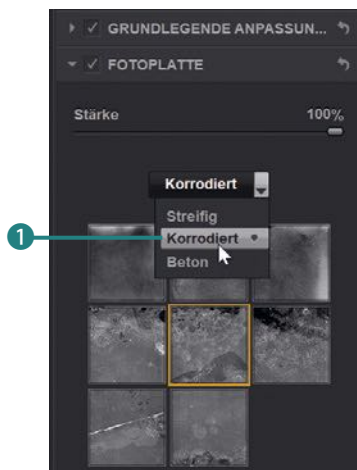 GRUNDLEGENDE ANPASSUN...
FOTOPLATTE
Stärke 100%
Korrodiert
Streifig
1 Korrodiert
Beton